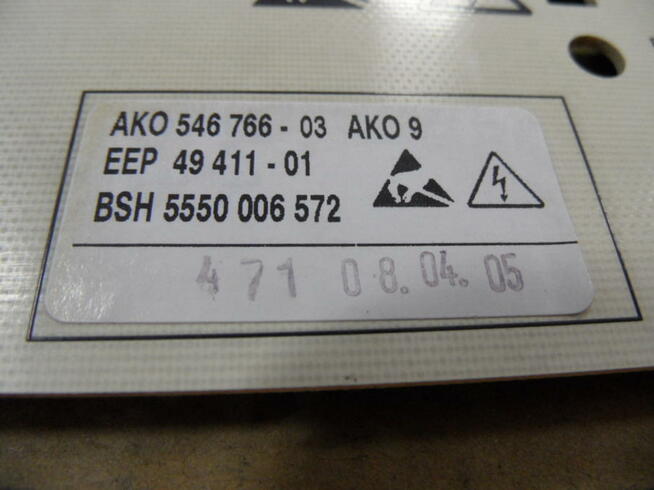 AKO 546 766 - 03 AKO 9
EEP 49 411 - 01
BSH 5550 006 572
471 08.04.05